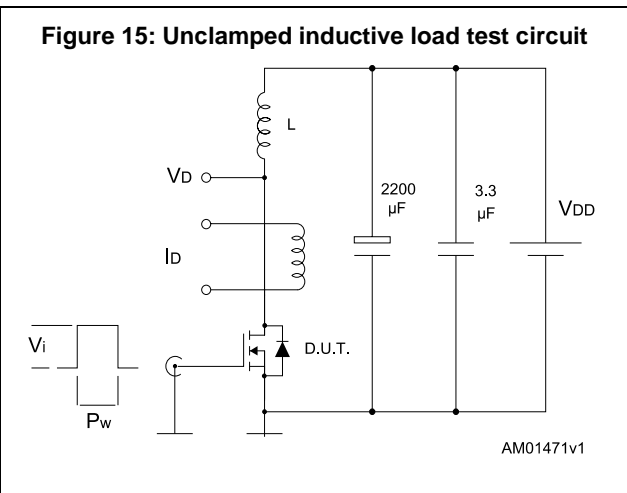 Figure 15: Unclamped inductive load test circuit
L
VD
2200
µF
3.3
µF
VDD
ID
Vi
D.U.T.
Pw
AM01471v1